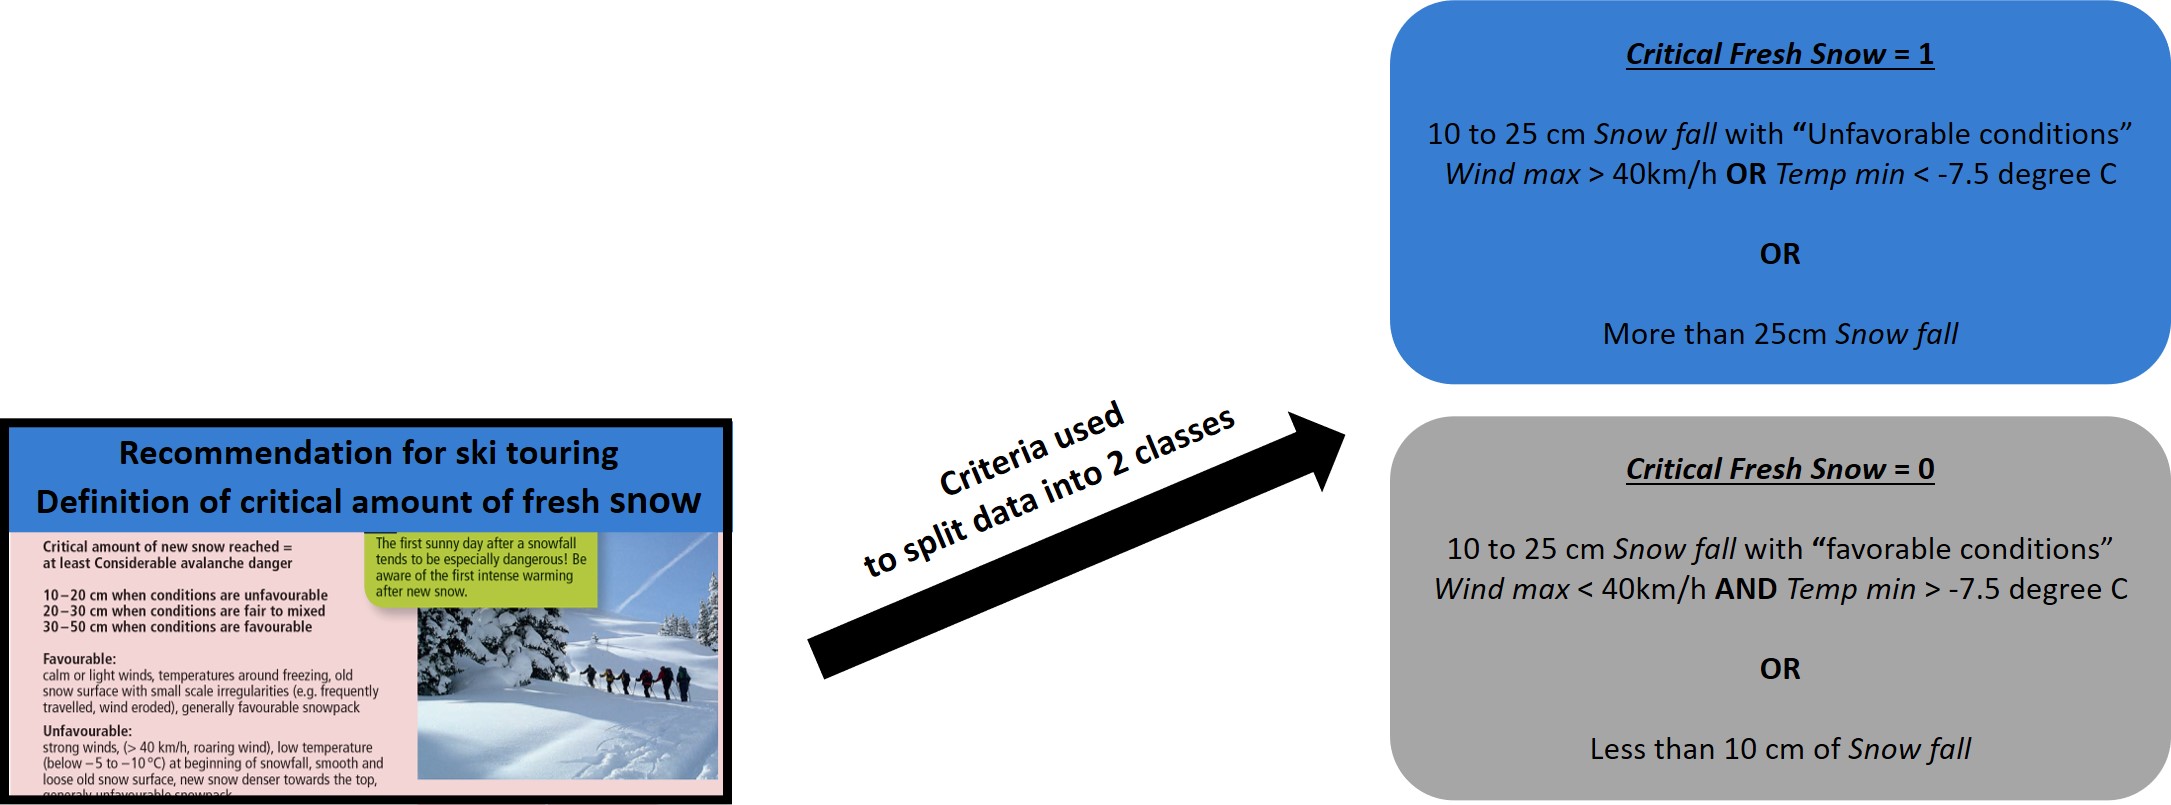 Critical Fresh Snow = 1
10 to 25 cm Snow fall with “Unfavorable conditions”
Wind max > 40km/h OR Temp min < -7.5 degree C
OR
More than 25cm Snow fall
Recommendation for ski touring
Definition of critical amount of fresh snow
Critical amount of new snow reached =
at least Considerable avalanche danger
10–20 cm when conditions are unfavourable
20–30 cm when conditions are fair to mixed
30–50 cm when conditions are favourable
Favourable:
calm or light winds, temperatures around freezing, old
snow surface with small scale irregularities (e.g. frequently
travelled, wind eroded), generally favourable snowpack
Unfavourable:
strong winds, (> 40 km/h, roaring wind), low temperature
(below –5 to –10 °C) at beginning of snowfall, smooth and
loose old snow surface, new snow denser towards the top,
generaly unfavourable snowpack
The first sunny day after a snowfall
tends to be especially dangerous! Be
aware of the first intense warming
after new snow.
Criteria used
to split data into 2 classes
Critical Fresh Snow = 0
10 to 25 cm Snow fall with “favorable conditions”
Wind max < 40km/h AND Temp min > -7.5 degree C
OR
Less than 10 cm of Snow fall